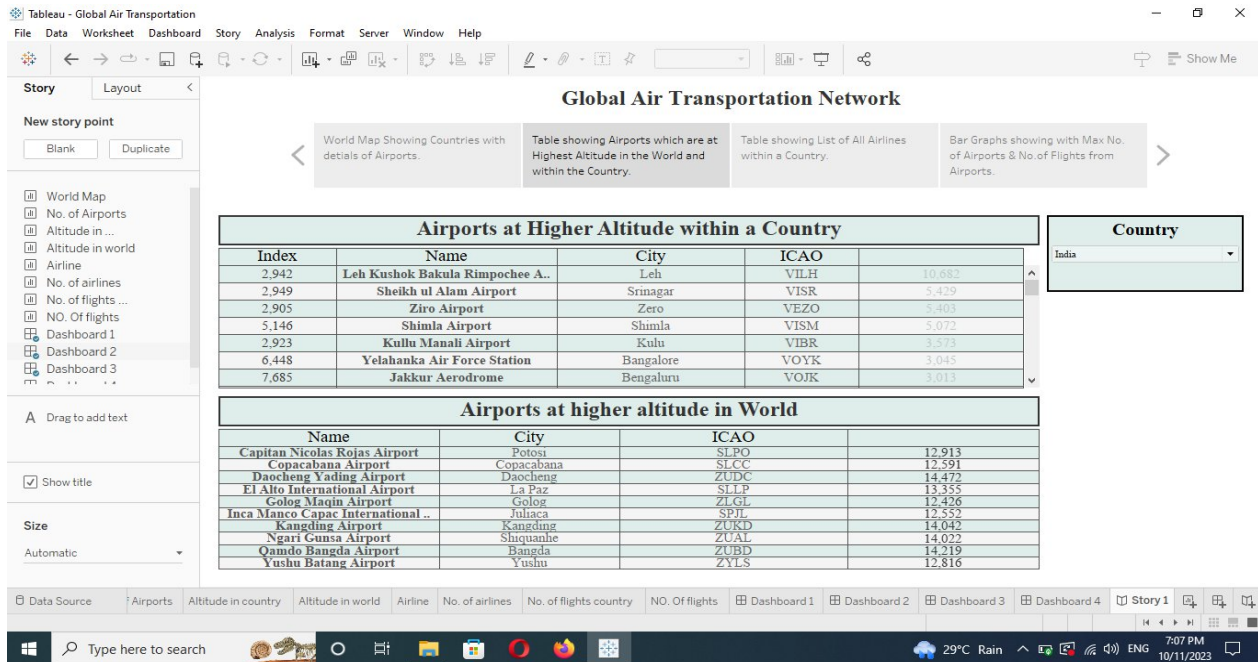 Tableau - Global Air Transportation
File Data Worksheet Dashboard Story Analysis Format Server Window Help
Show Me
Story Layout
New story point
Blank Duplicate
World Map
No. of Airports
Altitude in ...
Altitude in world
Airline
No. of airlines
No. of flights ...
NO. Of flights
Dashboard 1
Dashboard 2
Dashboard 3
A Drag to add text
Show title
Size
Automatic
Global Air Transportation Network
World Map Showing Countries with
detials of Airports.
Table showing Airports which are at
Highest Altitude in the World and
within the Country.
Table showing List of All Airlines
within a Country.
Bar Graphs showing with Max No.
of Airports & No.of Flights from
Airports.
Airports at Higher Altitude within a Country
Index Name City ICAO
2,942 Leh Kushok Bakula Rimpochee A.. Leh VILH 10,682
2,949 Sheikh ul Alam Airport Srinagar VISR 5,429
2,905 Ziro Airport Zero VEZO 5,403
5,146 Shimla Airport Shimla VISM 5,072
2,923 Kullu Manali Airport Kulu VIBR 3,573
6,448 Yelahanka Air Force Station Bangalore VOYK 3,045
7,685 Jakkur Aerodrome Bengaluru VOJK 3,013
Country
India
Airports at higher altitude in World
Name City ICAO
Capitan Nicolas Rojas Airport Potosi SLPO 12,913
Copacabana Airport Copacabana SLCC 12,591
Daocheng Yading Airport Daocheng ZUDC 14,472
El Alto International Airport La Paz SLLP 13,355
Golog Maqin Airport Golog ZLGL 12,426
Inca Manco Capac International .. Juliaca SPJL 12,552
Kangding Airport Kangding ZUKD 14,042
Ngari Gunsa Airport Shiquanhe ZUAL 14,022
Qamdo Bangda Airport Bangda ZUBD 14,219
Yushu Batang Airport Yushu ZYLS 12,816
Data Source Airports Altitude in country Altitude in world Airline No. of airlines No. of flights country NO. Of flights Dashboard 1 Dashboard 2 Dashboard 3 Dashboard 4 Story 1
Type here to search
29°C Rain ENG
7:07 PM
10/11/2023